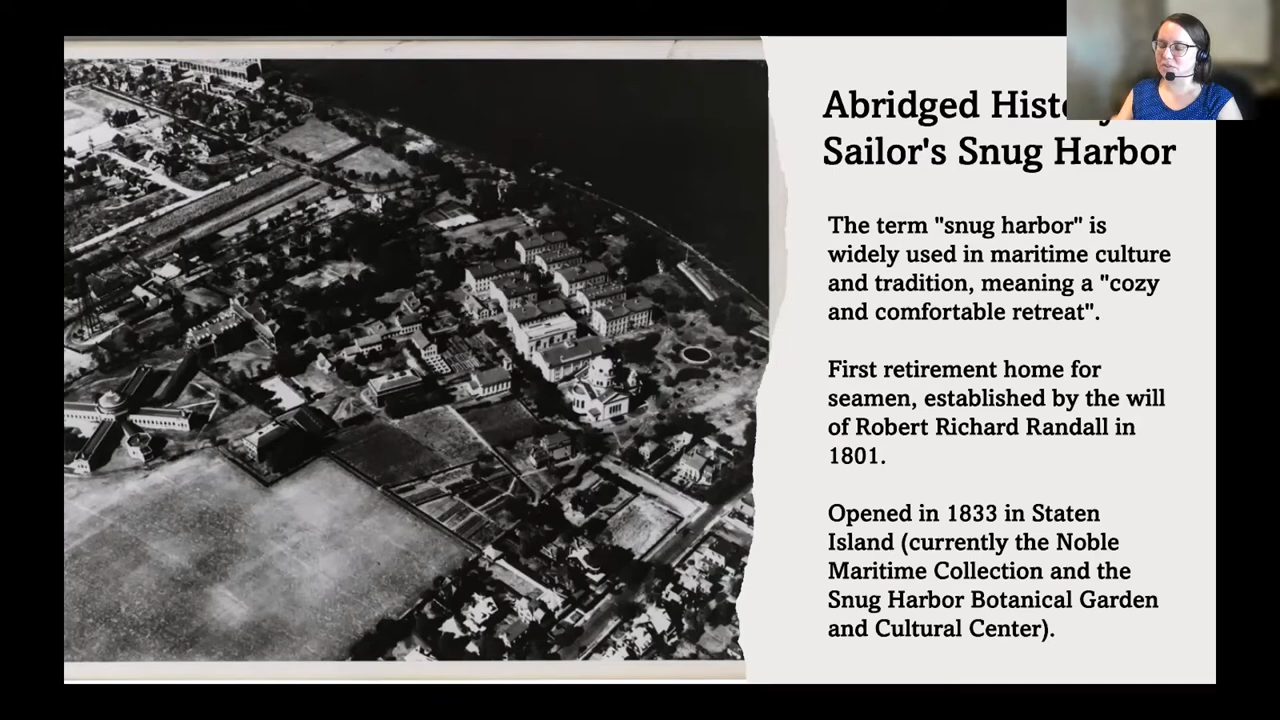 Abridged
Sailor's Snug Harbor
The term "snug harbor" is
widely used in maritime culture
and tradition, meaning a "cozy
and comfortable retreat".
First retirement home for
seamen, established by the will
of Robert Richard Randall in
1801.
Opened in 1833 in Staten
Island (currently the Noble
Maritime Collection and the
Snug Harbor Botanical Garden
and Cultural Center).